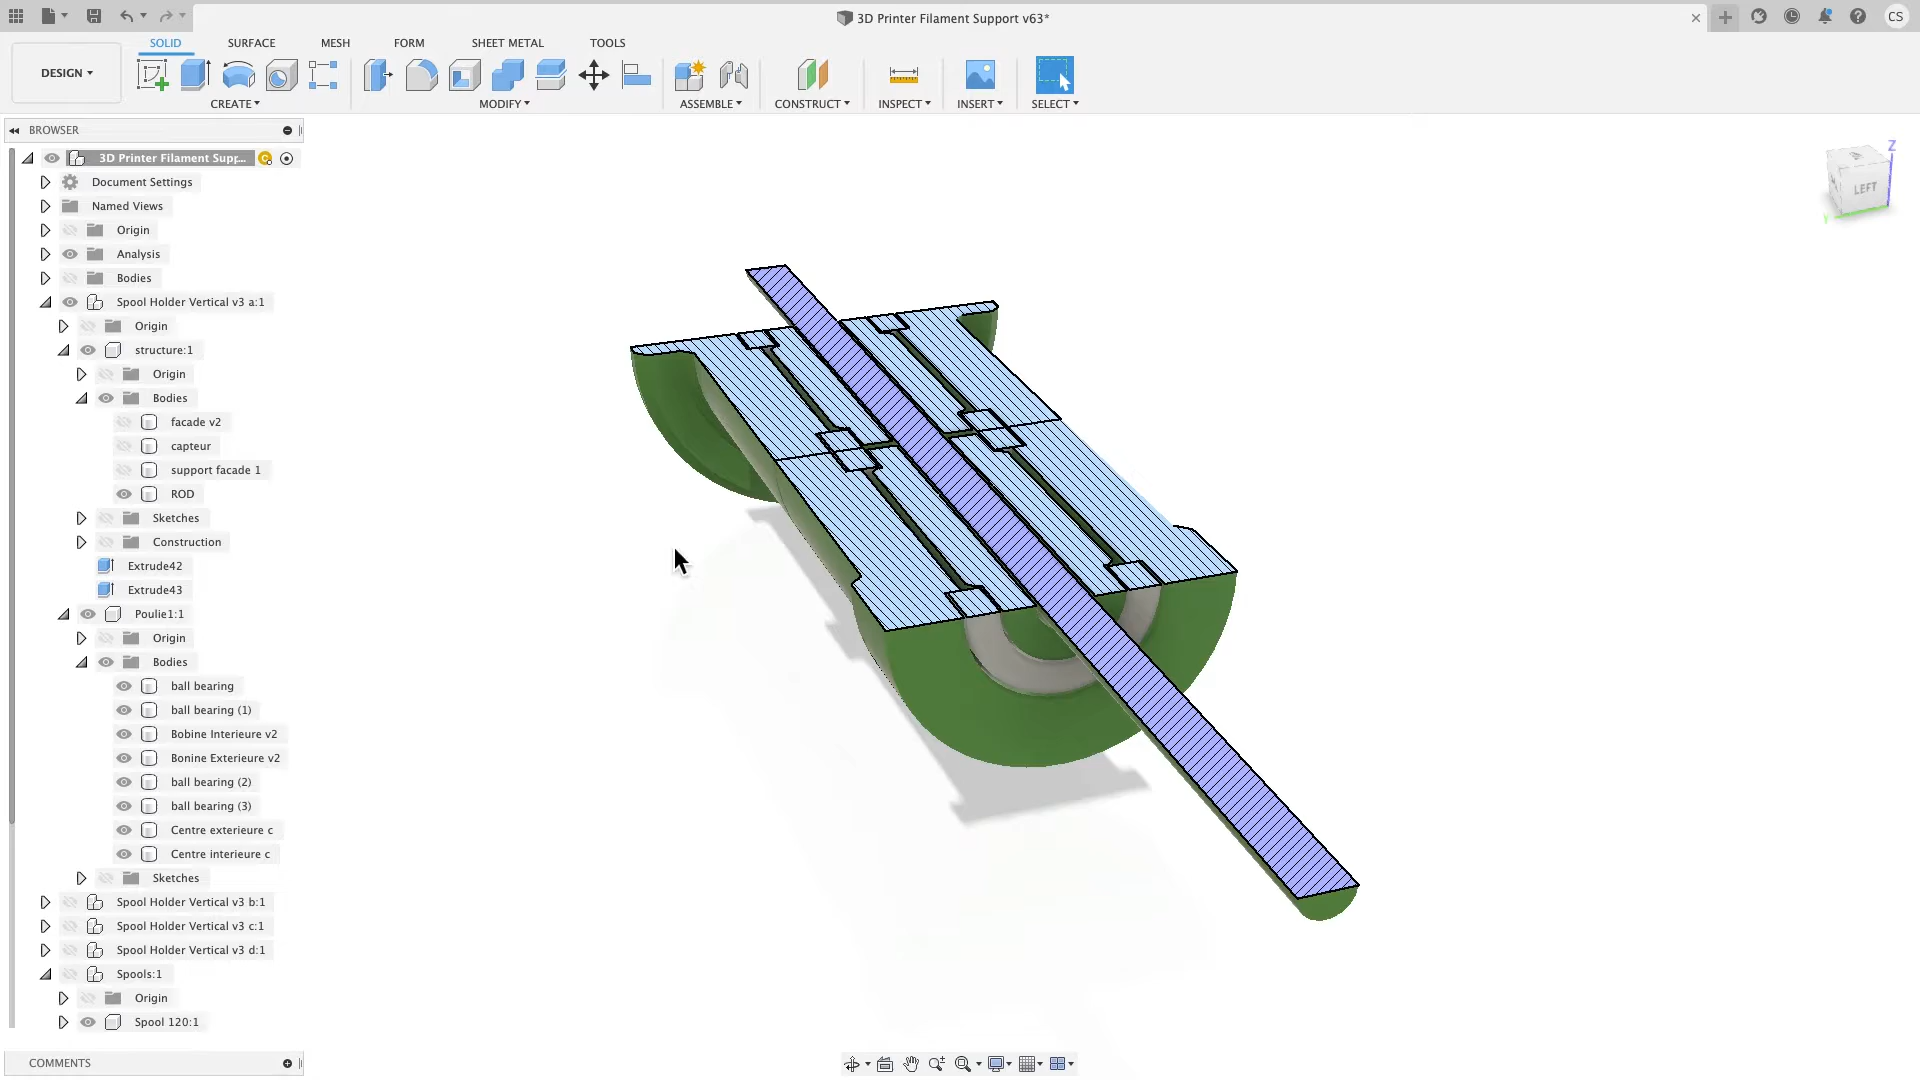 3D Printer Filament Support v63*
CS
DESIGN
SOLID
SURFACE
MESH
FORM
SHEET METAL
TOOLS
CREATE
MODIFY
ASSEMBLE
CONSTRUCT
INSPECT
INSERT
SELECT
BROWSER
3D Printer Filament Supp...
Document Settings
Named Views
Origin
Analysis
Bodies
Spool Holder Vertical v3 a:1
Origin
structure:1
Origin
Bodies
facade v2
capteur
support facade 1
ROD
Sketches
Construction
Extrude42
Extrude43
Poulie1:1
Origin
Bodies
ball bearing
ball bearing (1)
Bobine Interieure v2
Bonine Exterieure v2
ball bearing (2)
ball bearing (3)
Centre exterieure c
Centre interieure c
Sketches
Spool Holder Vertical v3 b:1
Spool Holder Vertical v3 c:1
Spool Holder Vertical v3 d:1
Spools:1
Origin
Spool 120:1
COMMENTS
Z
LEFT
Y